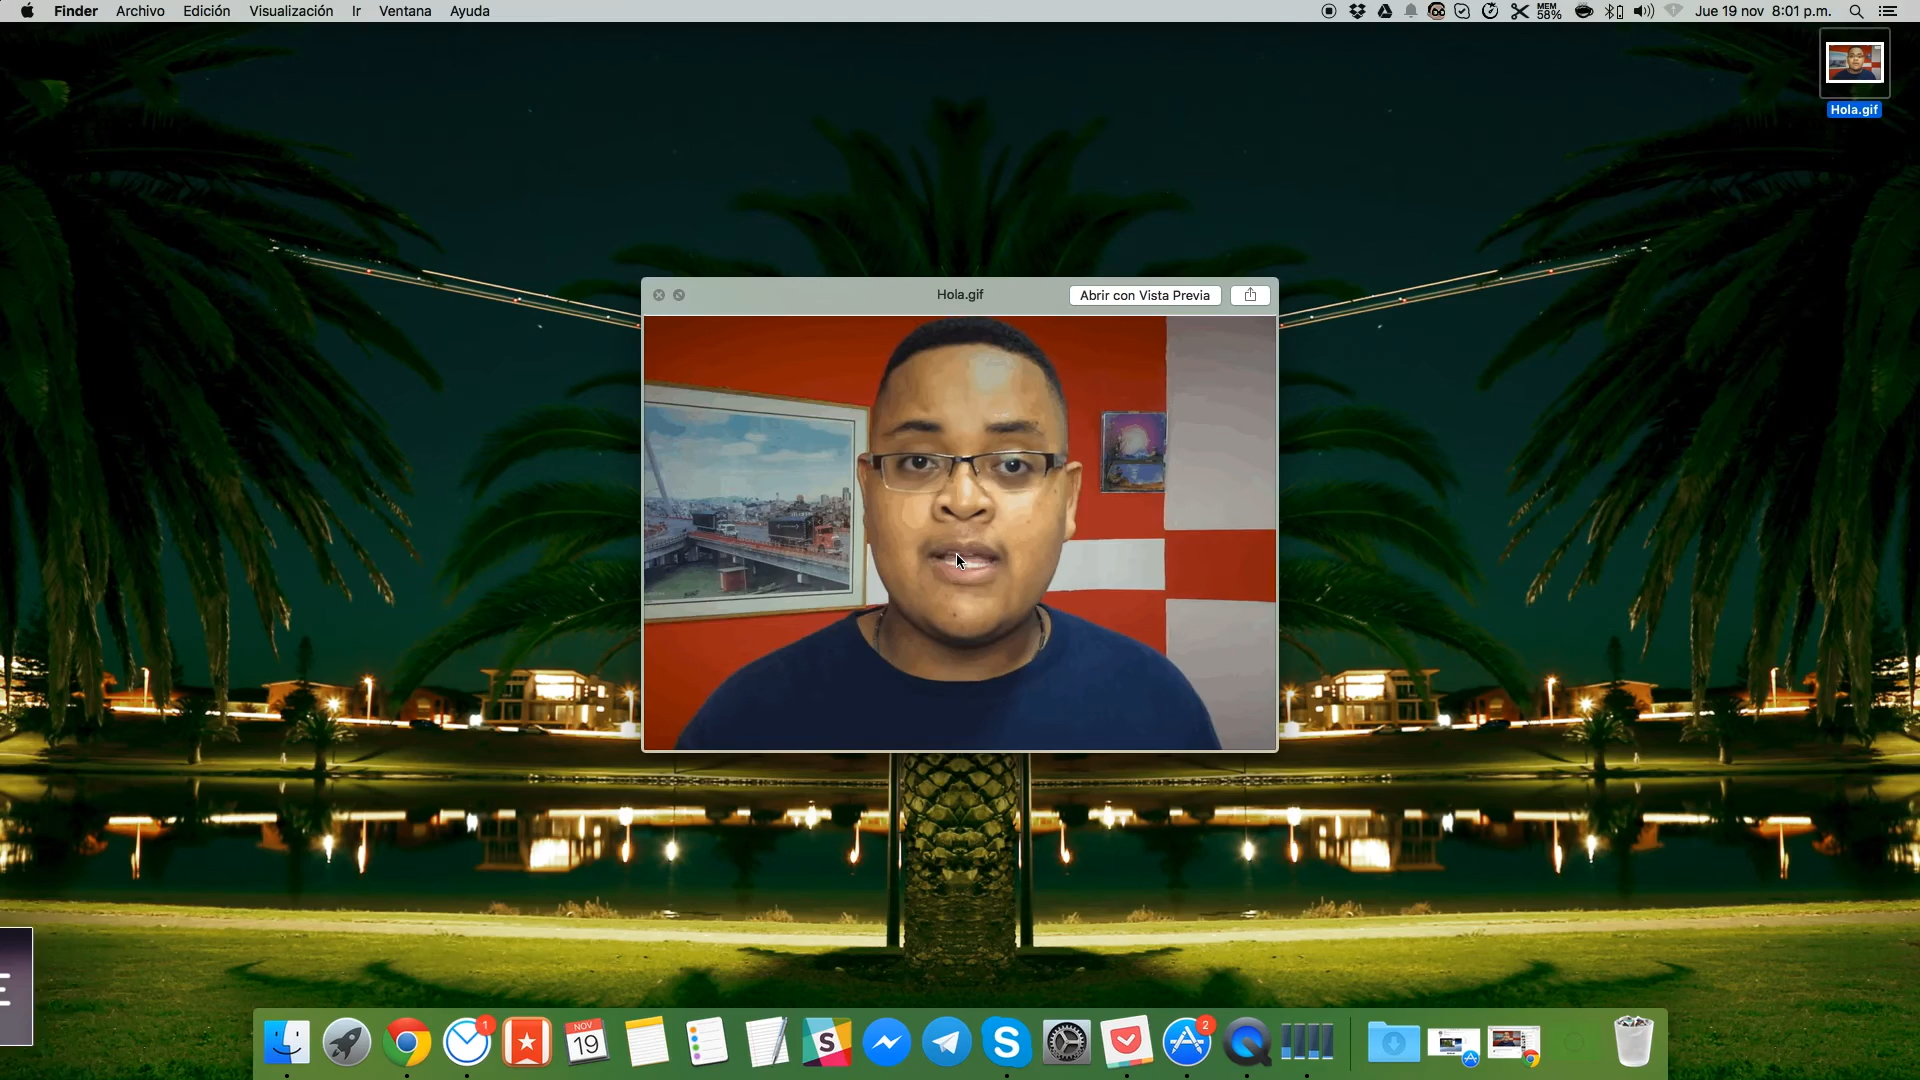 Finder Archivo Edición Visualización Ir Ventana Ayuda MEM 58% Jue 19 nov 8:01 p.m.
Hola.gif
Hola.gif Abrir con Vista Previa
E
1
NOV
19
S
S
2